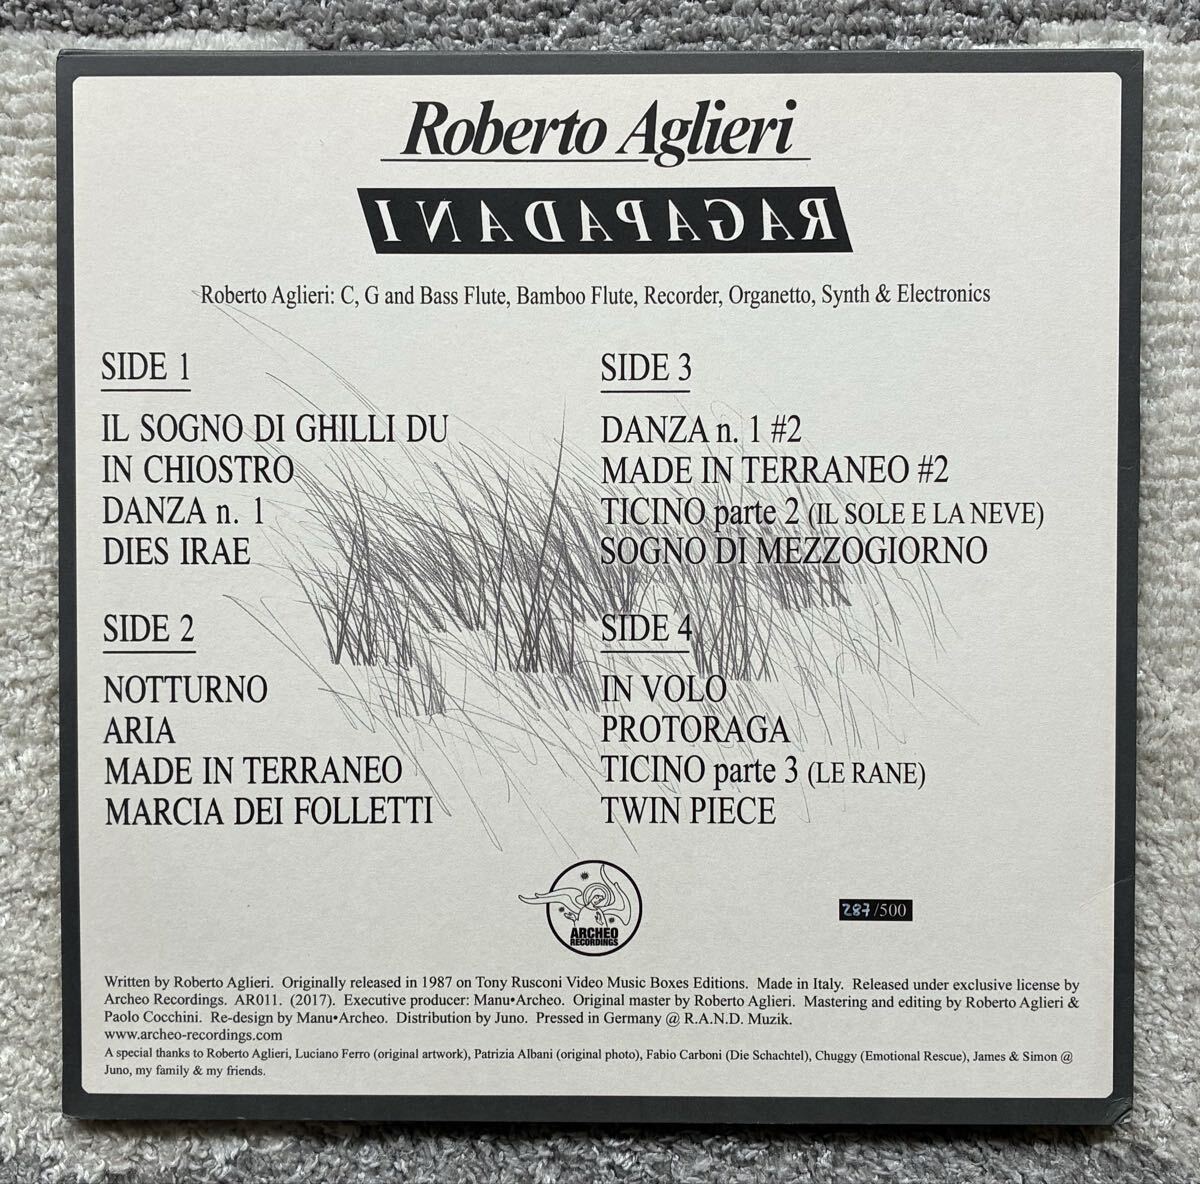 Roberto Aglieri
RAGAPADANI
Roberto Aglieri: C, G and Bass Flute, Bamboo Flute, Recorder, Organetto, Synth & Electronics
SIDE 1
IL SOGNO DI GHILLI DU
IN CHIOSTRO
DANZA n. 1
DIES IRAE
SIDE 2
NOTTURNO
ARIA
MADE IN TERRANEO
MARCIA DEI FOLLETTI
SIDE 3
DANZA n. 1 #2
MADE IN TERRANEO #2
TICINO parte 2 (IL SOLE E LA NEVE)
SOGNO DI MEZZOGIORNO
SIDE 4
IN VOLO
PROTORAGA
TICINO parte 3 (LE RANE)
TWIN PIECE
ARCHEO
RECORDINGS
287/500
Written by Roberto Aglieri. Originally released in 1987 on Tony Rusconi Video Music Boxes Editions. Made in Italy. Released under exclusive license by
Archeo Recordings. AR011. (2017). Executive producer: Manu•Archeo. Original master by Roberto Aglieri. Mastering and editing by Roberto Aglieri &
Paolo Cocchini. Re-design by Manu•Archeo. Distribution by Juno. Pressed in Germany @ R.A.N.D. Muzik.
www.archeo-recordings.com
A special thanks to Roberto Aglieri, Luciano Ferro (original artwork), Patrizia Albani (original photo), Fabio Carboni (Die Schachtel), Chuggy (Emotional Rescue), James & Simon @
Juno, my family & my friends.